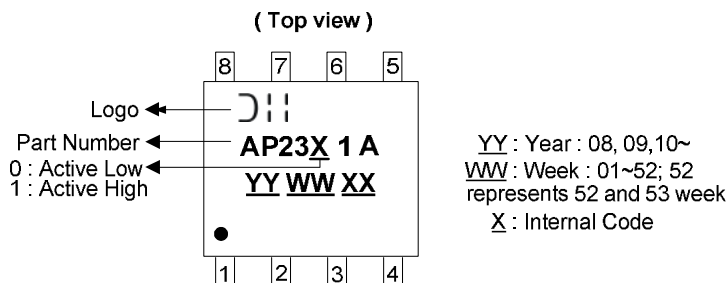 ( Top view )
8 7 6 5
Logo
Part Number
0 : Active Low
1 : Active High
AP23X 1 A
YY WW XX
1 2 3 4
YY : Year : 08, 09,10~
WW : Week : 01~52; 52
represents 52 and 53 week
X : Internal Code